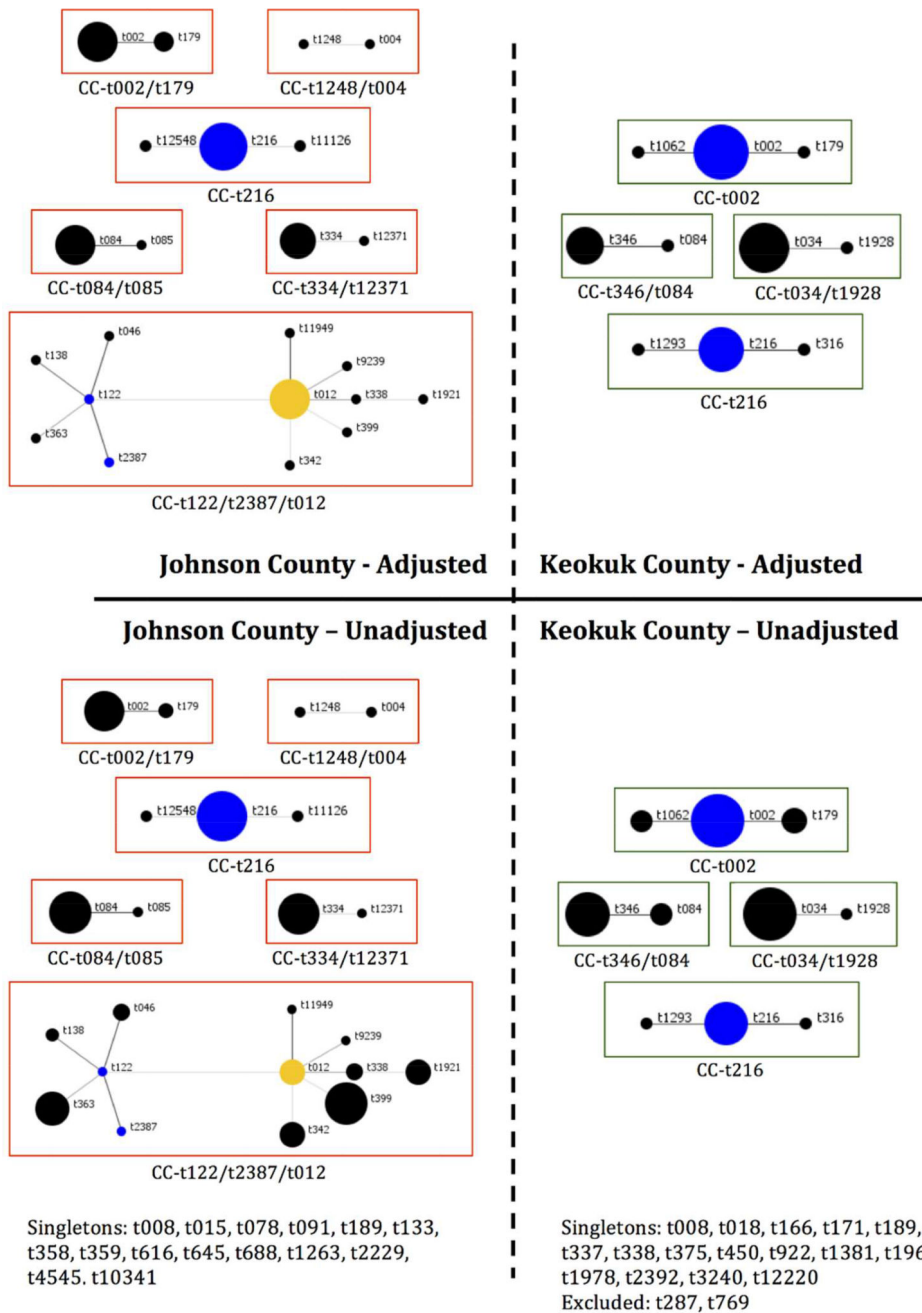 t002
t179
CC-t002/t179
t1248
t004
CC-t1248/t004
t12548
t216
t11126
CC-t216
t084
t085
CC-t084/t085
t334
t12371
CC-t334/t12371
t046
t138
t122
t363
t2387
t11949
t9239
t012
t338
t1921
t399
t342
CC-t122/t2387/t012
t1062
t002
t179
CC-t002
t346
t084
CC-t346/t084
t034
t1928
CC-t034/t1928
t1293
t216
t316
CC-t216
Johnson County - Adjusted
Keokuk County - Adjusted
Johnson County – Unadjusted
Keokuk County – Unadjusted
t002
t179
CC-t002/t179
t1248
t004
CC-t1248/t004
t12548
t216
t11126
CC-t216
t084
t085
CC-t084/t085
t334
t12371
CC-t334/t12371
t046
t138
t122
t363
t2387
t11949
t9239
t012
t338
t1921
t399
t342
CC-t122/t2387/t012
t1062
t002
t179
CC-t002
t346
t084
CC-t346/t084
t034
t1928
CC-t034/t1928
t1293
t216
t316
CC-t216
Singletons: t008, t015, t078, t091, t189, t133,
t358, t359, t616, t645, t688, t1263, t2229,
t4545. t10341
Singletons: t008, t018, t166, t171, t189,
t337, t338, t375, t450, t922, t1381, t196
t1978, t2392, t3240, t12220
Excluded: t287, t769